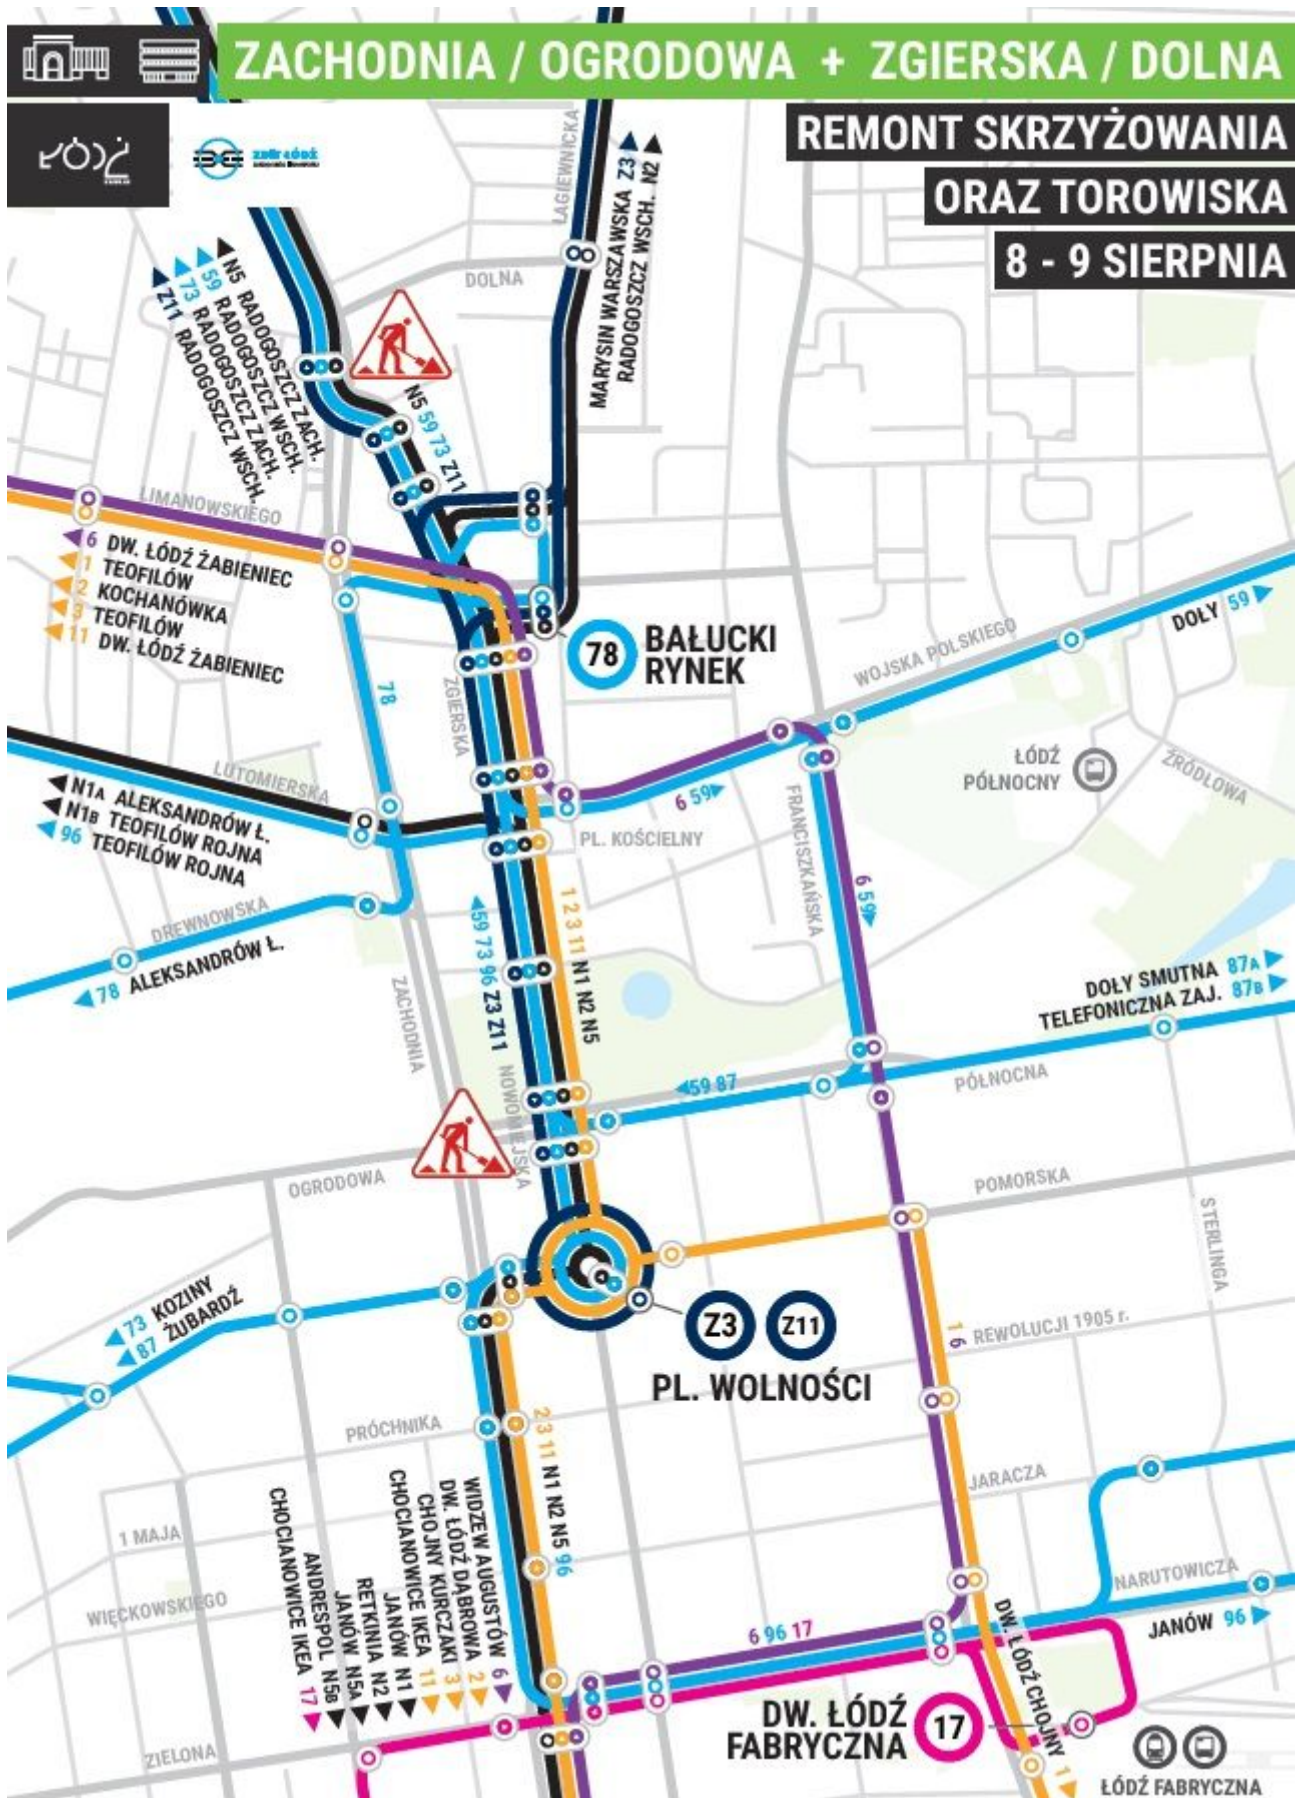 ZACHODNIA / OGRODOWA + ZGIERSKA / DOLNA
REMONT SKRZYŻOWANIA
ORAZ TOROWISKA
8 - 9 SIERPNIA
ŁAGIEWNICKA
MARYSIN WARSZAWSKA Z3
RADOGOSZCZ WSCH. N2
DOLNA
N5 RADOGOSZCZ ZACH.
59 RADOGOSZCZ WSCH.
73 RADOGOSZCZ ZACH.
Z11 RADOGOSZCZ WSCH.
N5 59 73 Z11
LIMANOWSKIEGO
6 DW. ŁÓDŹ ŻABIENIEC
1 TEOFILÓW
2 KOCHANÓWKA
3 TEOFILÓW
11 DW. ŁÓDŹ ŻABIENIEC
78 BAŁUCKI
RYNEK
DOŁY 59
WOJSKA POLSKIEGO
78
ZGIERSKA
LUTOMIERSKA
N1A ALEKSANDRÓW Ł.
N1B TEOFILÓW ROJNA
96 TEOFILÓW ROJNA
ŁÓDŹ
PÓŁNOCNY
ŹRÓDŁOWA
6 59
PL. KOŚCIELNY
FRANCISZKAŃSKA
6 59
DREWNOWSKA
78 ALEKSANDRÓW Ł.
59 73 96 Z3 Z11
1 2 3 11 N1 N2 N5
ZACHODNIA
DOŁY SMUTNA 87A
TELEFONICZNA ZAJ. 87B
NOWOMIEJSKA
59 87
PÓŁNOCNA
OGRODOWA
POMORSKA
STERLINGA
73 KOZINY
87 ŻUBARDŹ
Z3 Z11
PL. WOLNOŚCI
1 6
REWOLUCJI 1905 r.
PRÓCHNIKA
2 3 11 N1 N2 N5 96
JARACZA
1 MAJA
WIĘCKOWSKIEGO
NARUTOWICZA
JANÓW 96
CHOCIANOWICE IKEA 17
ANDRESPOL N5B
JANÓW N5A
RETKINIA N2
JANÓW N1
CHOCIANOWICE IKEA 11
CHOJNY KURCZAKI 3
DW. ŁÓDŹ DĄBROWA 2
WIDZEW AUGUSTÓW 6
6 96 17
DW. ŁÓDŹ CHOJNY 1
DW. ŁÓDŹ
FABRYCZNA
17
ZIELONA
ŁÓDŹ FABRYCZNA